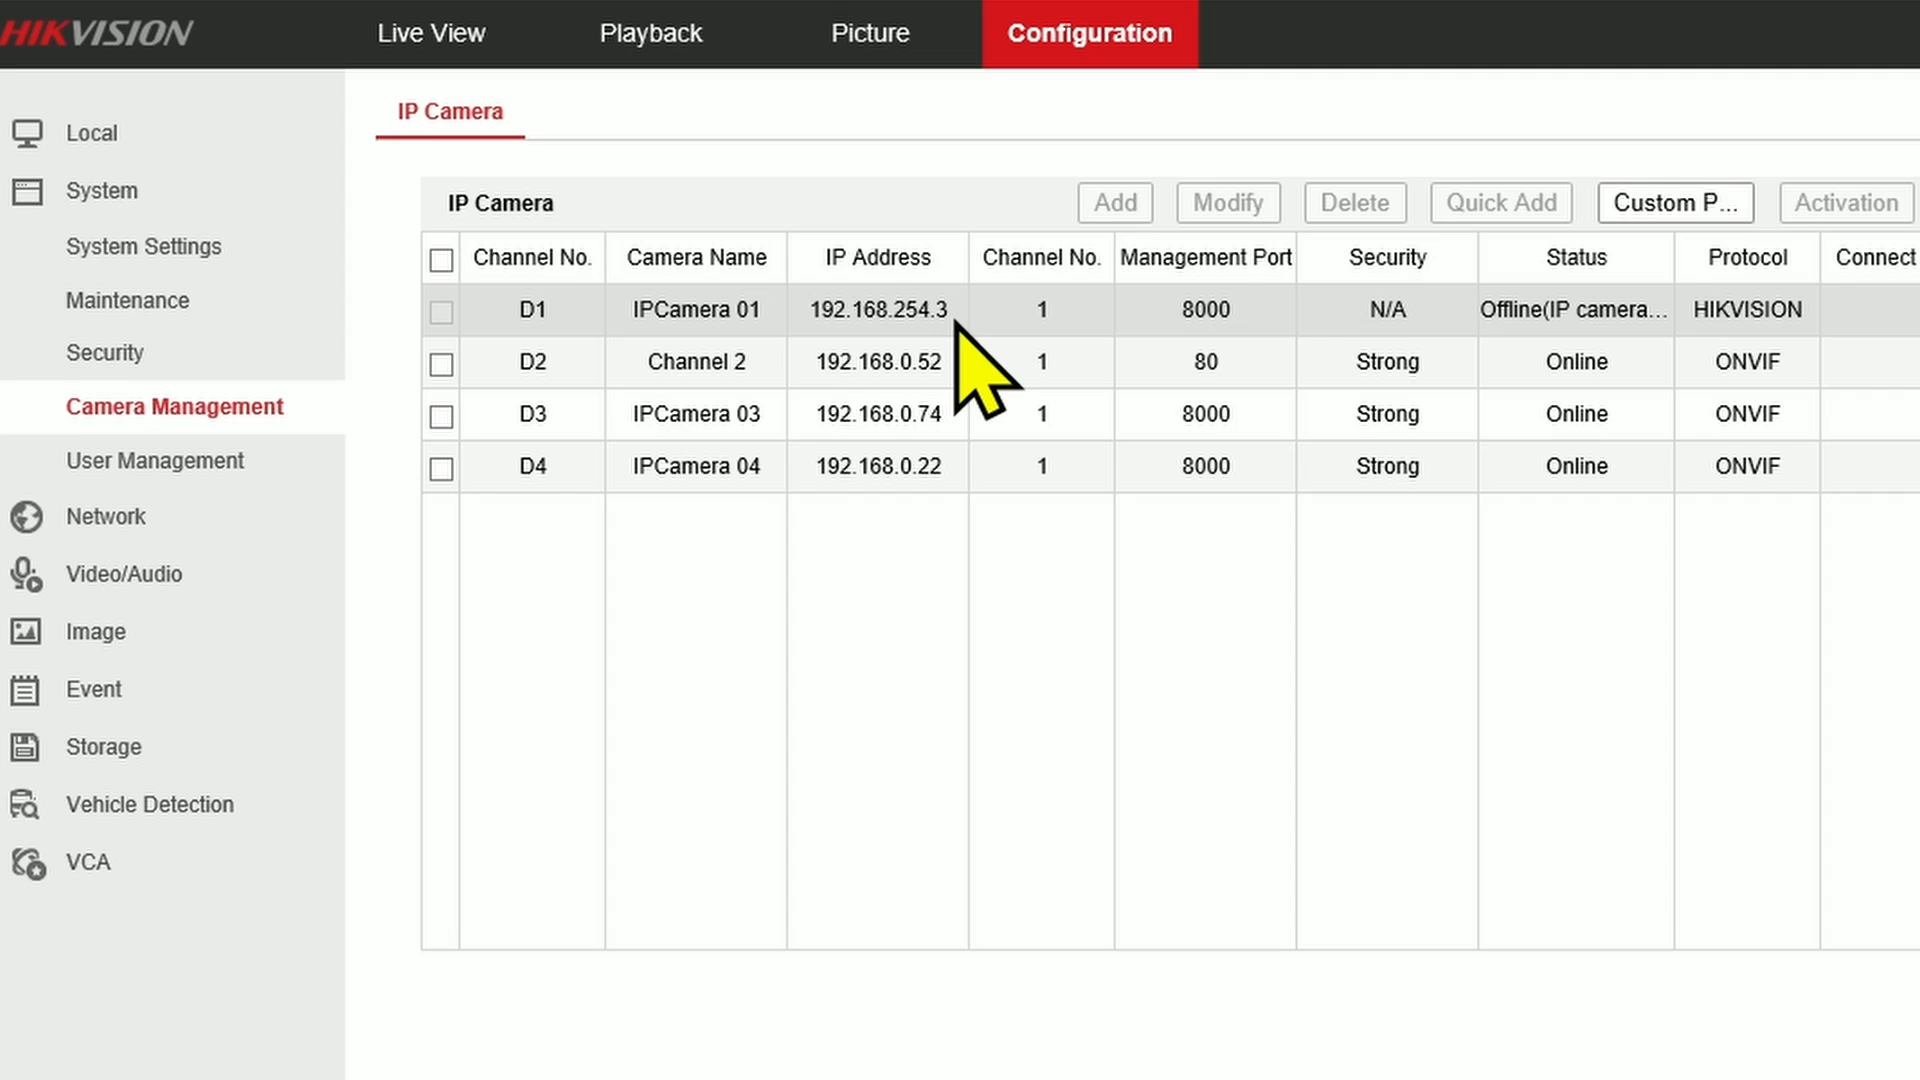 HIKVISION
Live View
Playback
Picture
Configuration
Local
System
System Settings
Maintenance
Security
Camera Management
User Management
Network
Video/Audio
Image
Event
Storage
Vehicle Detection
VCA
IP Camera
IP Camera
Add
Modify
Delete
Quick Add
Custom P...
Activation
Channel No. Camera Name IP Address Channel No. Management Port Security Status Protocol Connect
D1 IPCamera 01 192.168.254.3 1 8000 N/A Offline(IP camera... HIKVISION
D2 Channel 2 192.168.0.52 1 80 Strong Online ONVIF
D3 IPCamera 03 192.168.0.74 1 8000 Strong Online ONVIF
D4 IPCamera 04 192.168.0.22 1 8000 Strong Online ONVIF